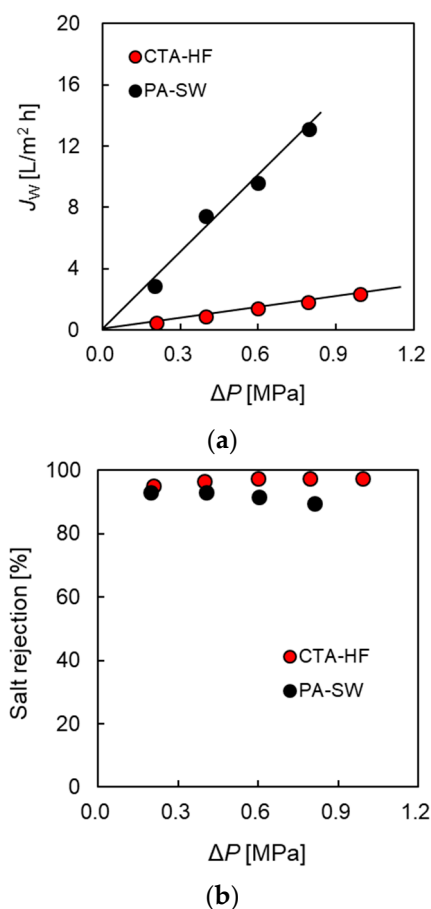 20
16
12
8
4
0
J_W [L/m² h]
CTA-HF
PA-SW
0.0 0.3 0.6 0.9 1.2
ΔP [MPa]
(a)
100
80
60
40
20
0
Salt rejection [%]
CTA-HF
PA-SW
0.0 0.3 0.6 0.9 1.2
ΔP [MPa]
(b)